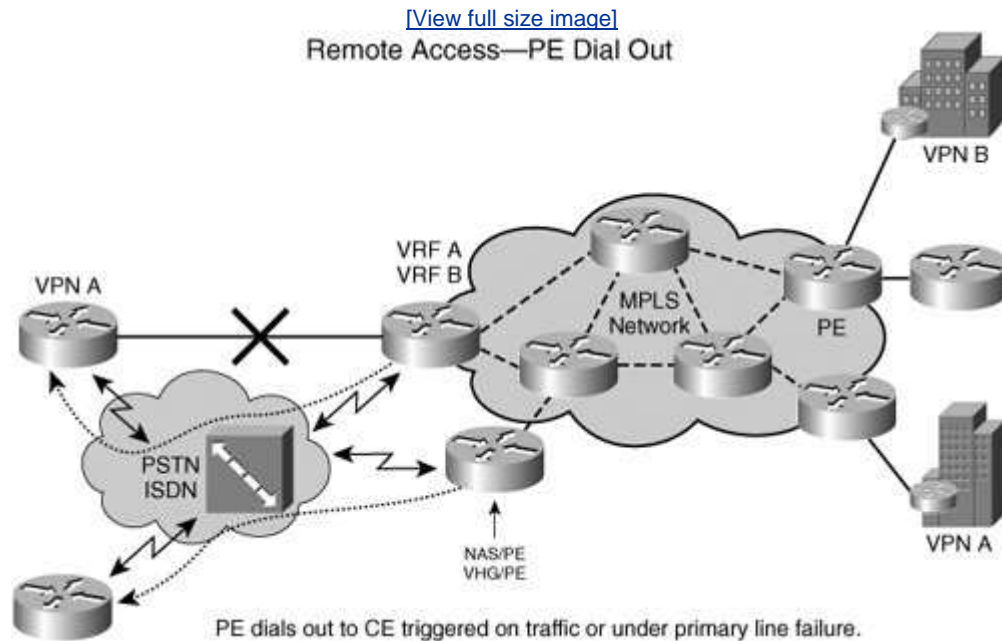 [View full size image]
Remote Access—PE Dial Out
VPN B
VRF A
VRF B
VPN A
MPLS
Network
PE
PSTN
ISDN
NAS/PE
VHG/PE
VPN A
PE dials out to CE triggered on traffic or under primary line failure.